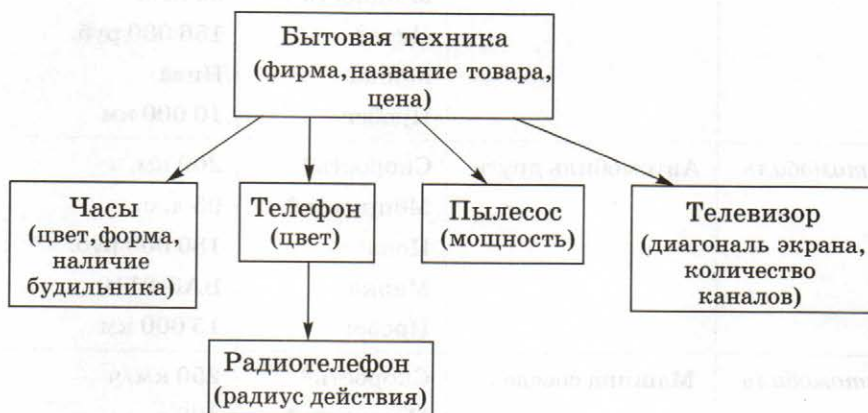 Бытовая техника
(фирма,название товара,
цена)
Часы
(цвет,форма,
наличие
будильника)
Телефон
(цвет)
Пылесос
(мощность)
Телевизор
(диагональ экрана,
количество
каналов)
Радиотелефон
(радиус действия)